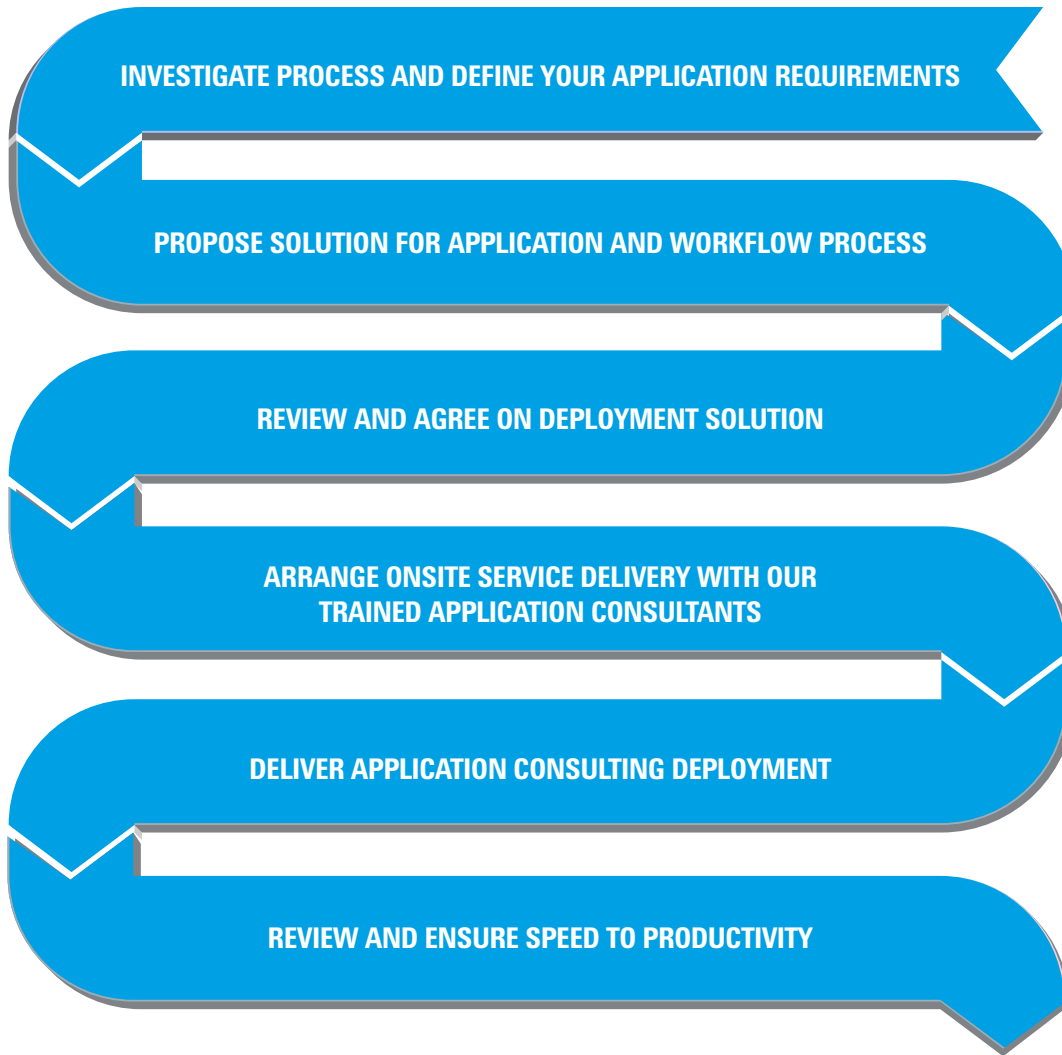 INVESTIGATE PROCESS AND DEFINE YOUR APPLICATION REQUIREMENTS
PROPOSE SOLUTION FOR APPLICATION AND WORKFLOW PROCESS
REVIEW AND AGREE ON DEPLOYMENT SOLUTION
ARRANGE ONSITE SERVICE DELIVERY WITH OUR
TRAINED APPLICATION CONSULTANTS
DELIVER APPLICATION CONSULTING DEPLOYMENT
REVIEW AND ENSURE SPEED TO PRODUCTIVITY